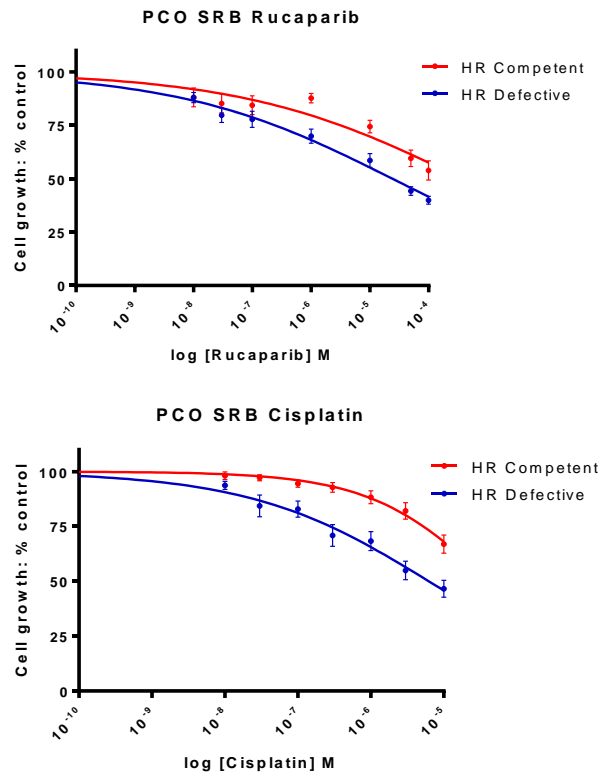 PCO SRB Rucaparib
HR Competent
HR Defective
Cell growth: % control
100
75
50
25
0
10⁻¹⁰ 10⁻⁹ 10⁻⁸ 10⁻⁷ 10⁻⁶ 10⁻⁵ 10⁻⁴
log [Rucaparib] M
PCO SRB Cisplatin
HR Competent
HR Defective
Cell growth: % control
100
75
50
25
0
10⁻¹⁰ 10⁻⁹ 10⁻⁸ 10⁻⁷ 10⁻⁶ 10⁻⁵
log [Cisplatin] M